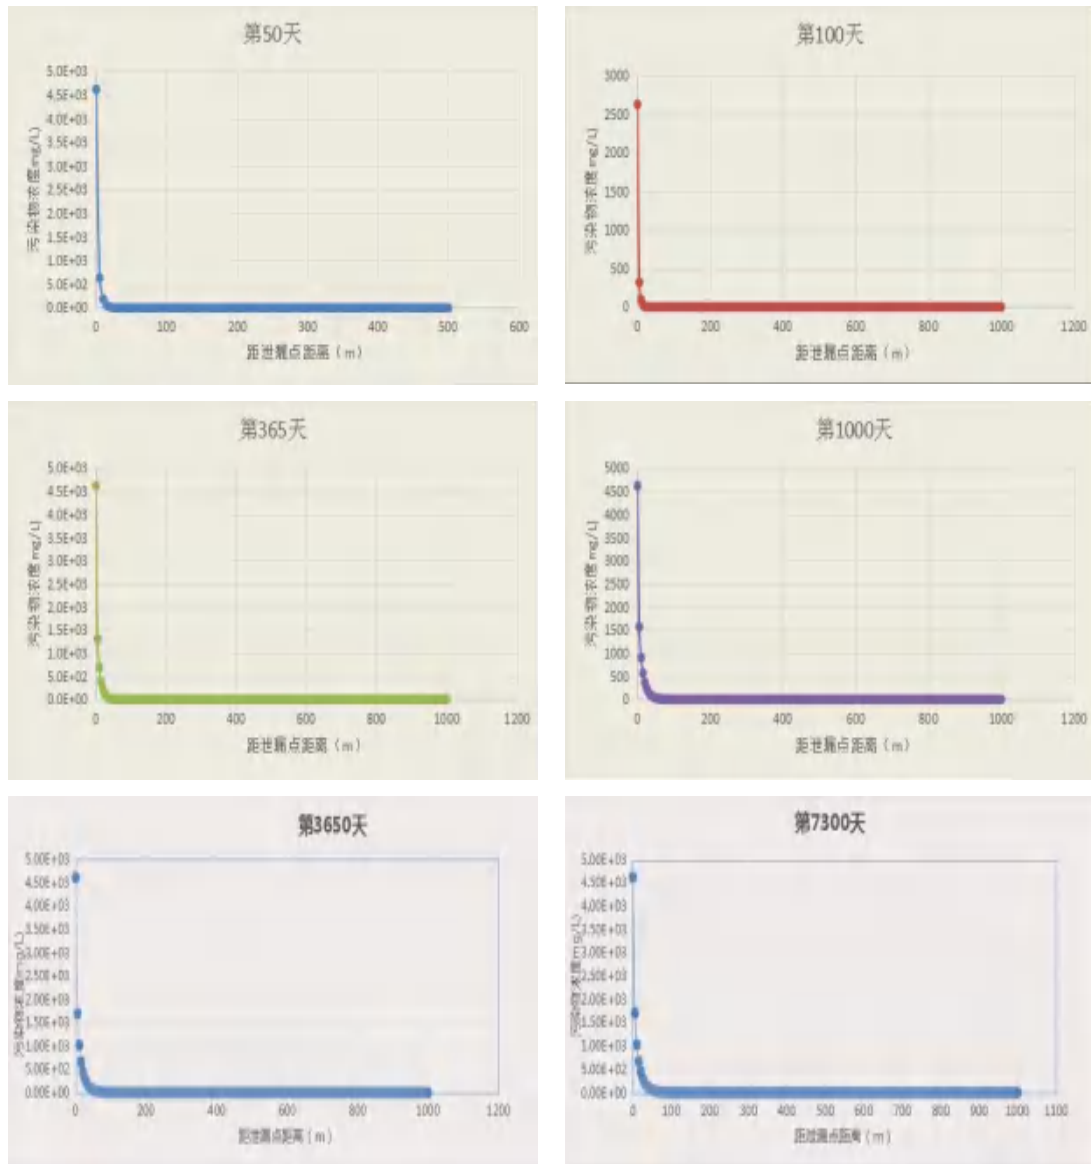 第50天
5.0E+03
4.5E+03
4.0E+03
3.5E+03
3.0E+03
2.5E+03
2.0E+03
1.5E+03
1.0E+03
5.0E+02
0.0E+00
污染物浓度mg/L)
0 100 200 300 400 500 600
距泄漏点距离（m）
第100天
3000
2500
2000
1500
1000
500
0
污染物浓度mg/L)
0 200 400 600 800 1000 1200
距泄漏点距离（m）
第365天
5.0E+03
4.5E+03
4.0E+03
3.5E+03
3.0E+03
2.5E+03
2.0E+03
1.5E+03
1.0E+03
5.0E+02
0.0E+00
污染物浓度mg/L)
0 200 400 600 800 1000 1200
距泄漏点距离（m）
第1000天
5000
4500
4000
3500
3000
2500
2000
1500
1000
500
0
污染物浓度mg/L)
0 200 400 600 800 1000 1200
距泄漏点距离（m）
第3650天
5.00E+03
4.50E+03
4.00E+03
3.50E+03
3.00E+03
2.50E+03
2.00E+03
1.50E+03
1.00E+03
5.00E+02
0.00E+00
污染物浓度mg/L)
0 200 400 600 800 1000 1200
距泄漏点距离（m）
第7300天
5.00E+03
4.50E+03
4.00E+03
3.50E+03
3.00E+03
2.50E+03
2.00E+03
1.50E+03
1.00E+03
5.00E+02
0.00E+00
污染物浓度mg/L)
0 100 200 300 400 500 600 700 800 900 1000 1100
距泄漏点距离（m）